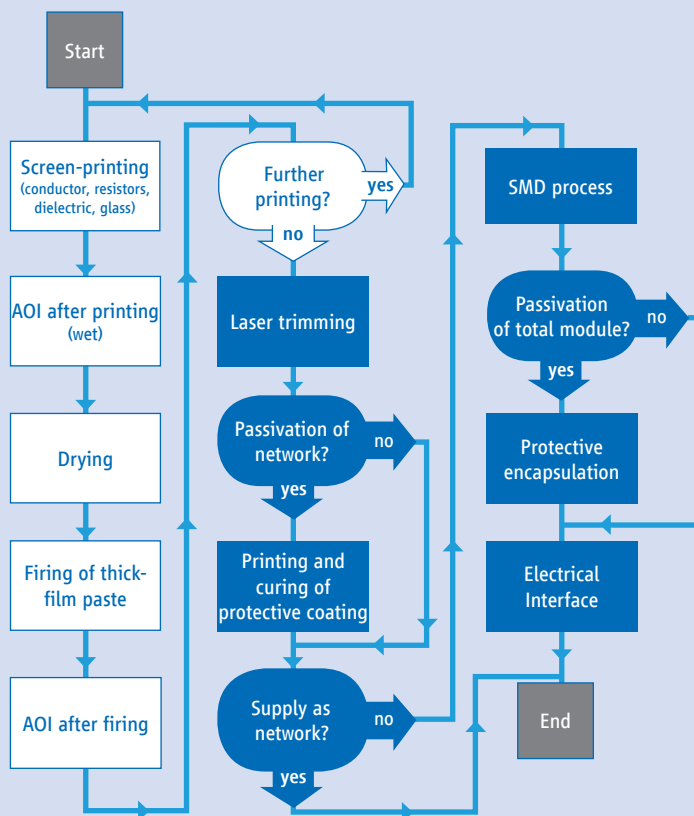 Start
Screen-printing
(conductor, resistors,
dielectric, glass)
AOI after printing
(wet)
Drying
Firing of thick-
film paste
AOI after firing
Further
printing?
yes
no
Laser trimming
Passivation of
network?
no
yes
Printing and
curing of
protective coating
Supply as
network?
no
yes
SMD process
Passivation
of total module?
no
yes
Protective
encapsulation
Electrical
Interface
End